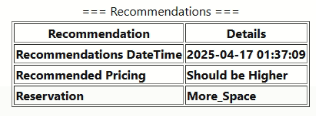 === Recommendations ===
Recommendation Details
Recommendations DateTime 2025-04-17 01:37:09
Recommended Pricing Should be Higher
Reservation More_Space